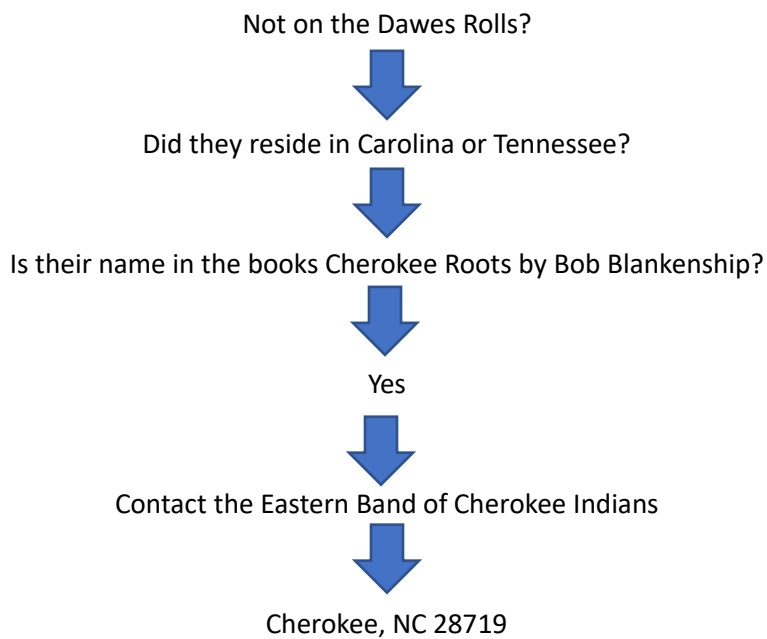 Not on the Dawes Rolls?
Did they reside in Carolina or Tennessee?
Is their name in the books Cherokee Roots by Bob Blankenship?
Yes
Contact the Eastern Band of Cherokee Indians
Cherokee, NC 28719